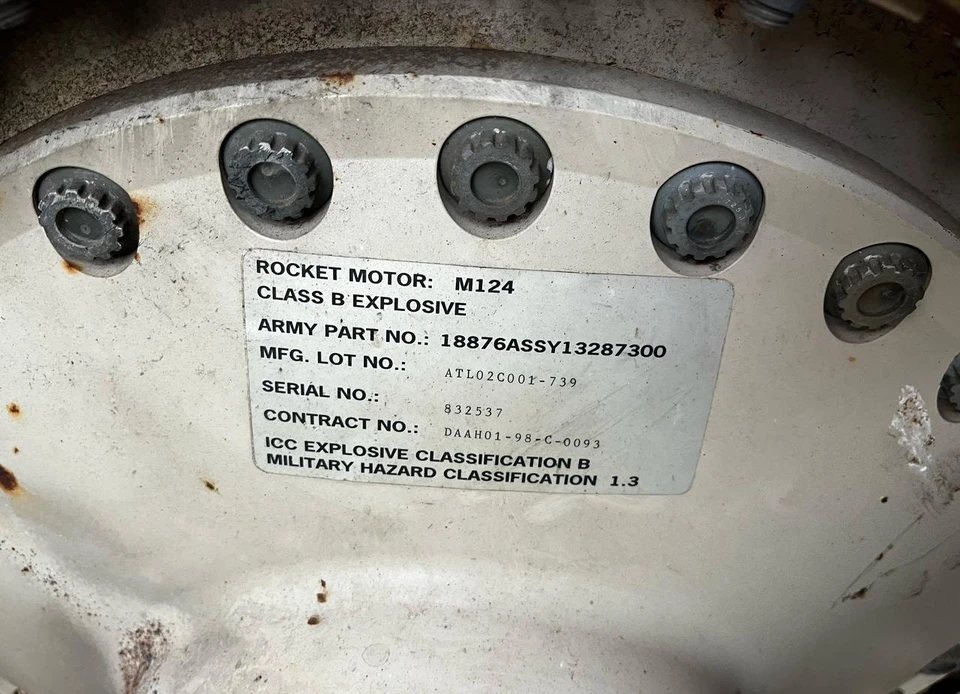 ROCKET MOTOR: M124
CLASS B EXPLOSIVE
ARMY PART NO.: 18876ASSY13287300
MFG. LOT NO.: ATL02C001-739
SERIAL NO.: 832537
CONTRACT NO.: DAAH01-98-C-0093
ICC EXPLOSIVE CLASSIFICATION B
MILITARY HAZARD CLASSIFICATION 1.3